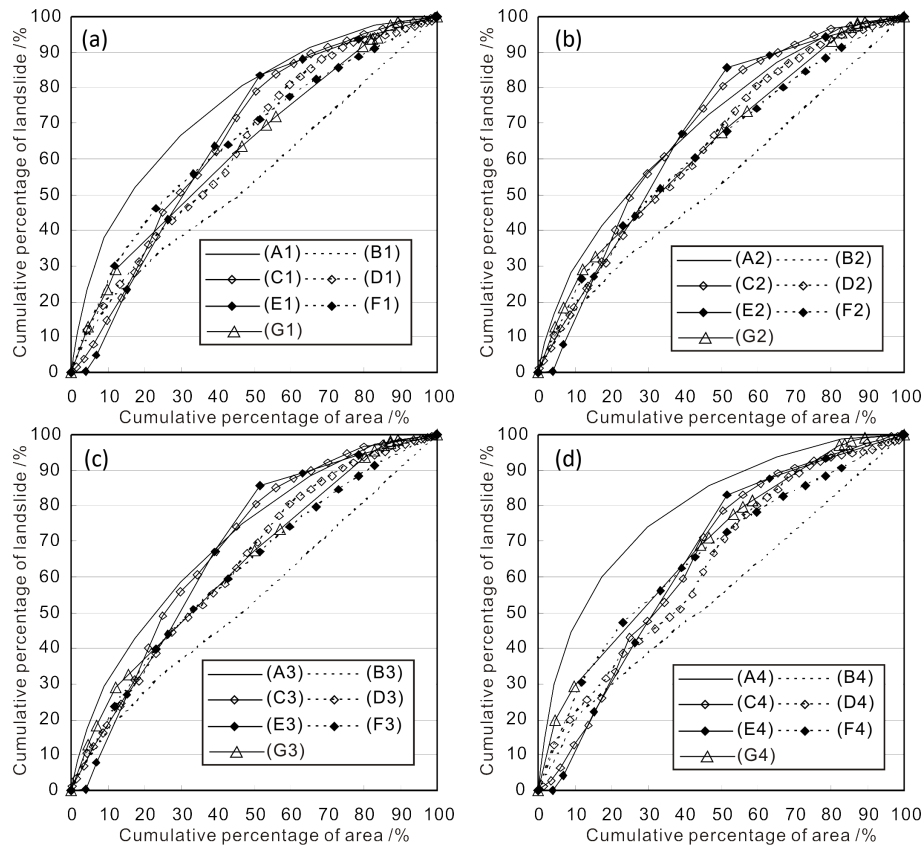 (a)
Cumulative percentage of landslide /%
100
90
80
70
60
50
40
30
20
10
0
(A1) (B1)
(C1) (D1)
(E1) (F1)
(G1)
0 10 20 30 40 50 60 70 80 90 100
Cumulative percentage of area /%
(b)
Cumulative percentage of landslide /%
100
90
80
70
60
50
40
30
20
10
0
(A2) (B2)
(C2) (D2)
(E2) (F2)
(G2)
0 10 20 30 40 50 60 70 80 90 100
Cumulative percentage of area /%
(c)
Cumulative percentage of landslide /%
100
90
80
70
60
50
40
30
20
10
0
(A3) (B3)
(C3) (D3)
(E3) (F3)
(G3)
0 10 20 30 40 50 60 70 80 90 100
Cumulative percentage of area /%
(d)
Cumulative percentage of landslide /%
100
90
80
70
60
50
40
30
20
10
0
(A4) (B4)
(C4) (D4)
(E4) (F4)
(G4)
0 10 20 30 40 50 60 70 80 90 100
Cumulative percentage of area /%